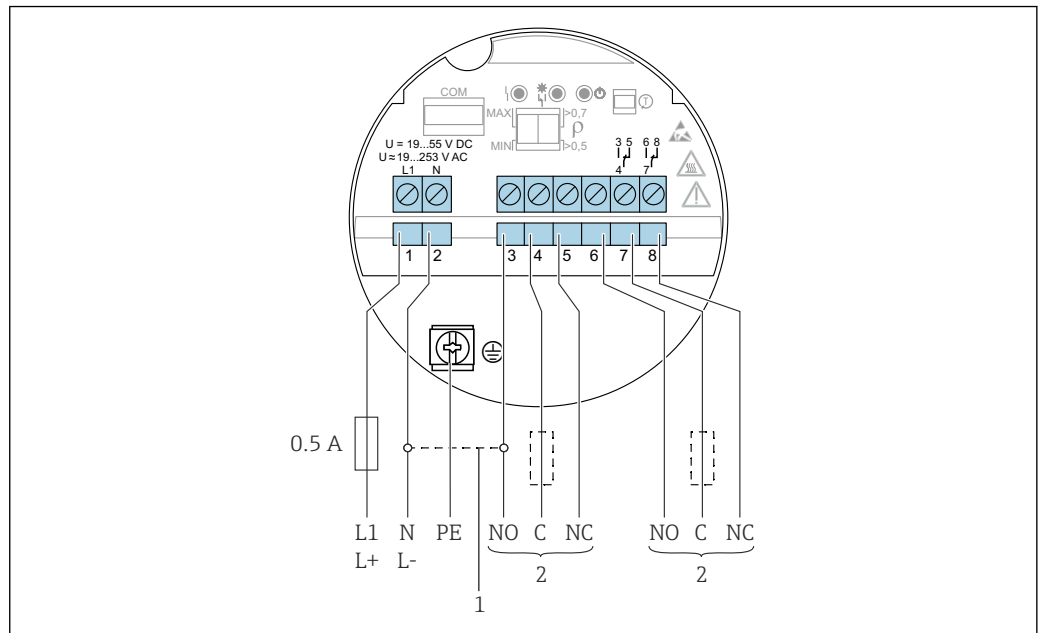 COM
MAX
>0,7
ρ
MIN
>0,5
T
U = 19...55 V DC
U ≈ 19...253 V AC
L1 N
3 5 6 8
4 7
1 2 3 4 5 6 7 8
0.5 A
L1 N PE NO C NC NO C NC
L+ L-
2 2
1